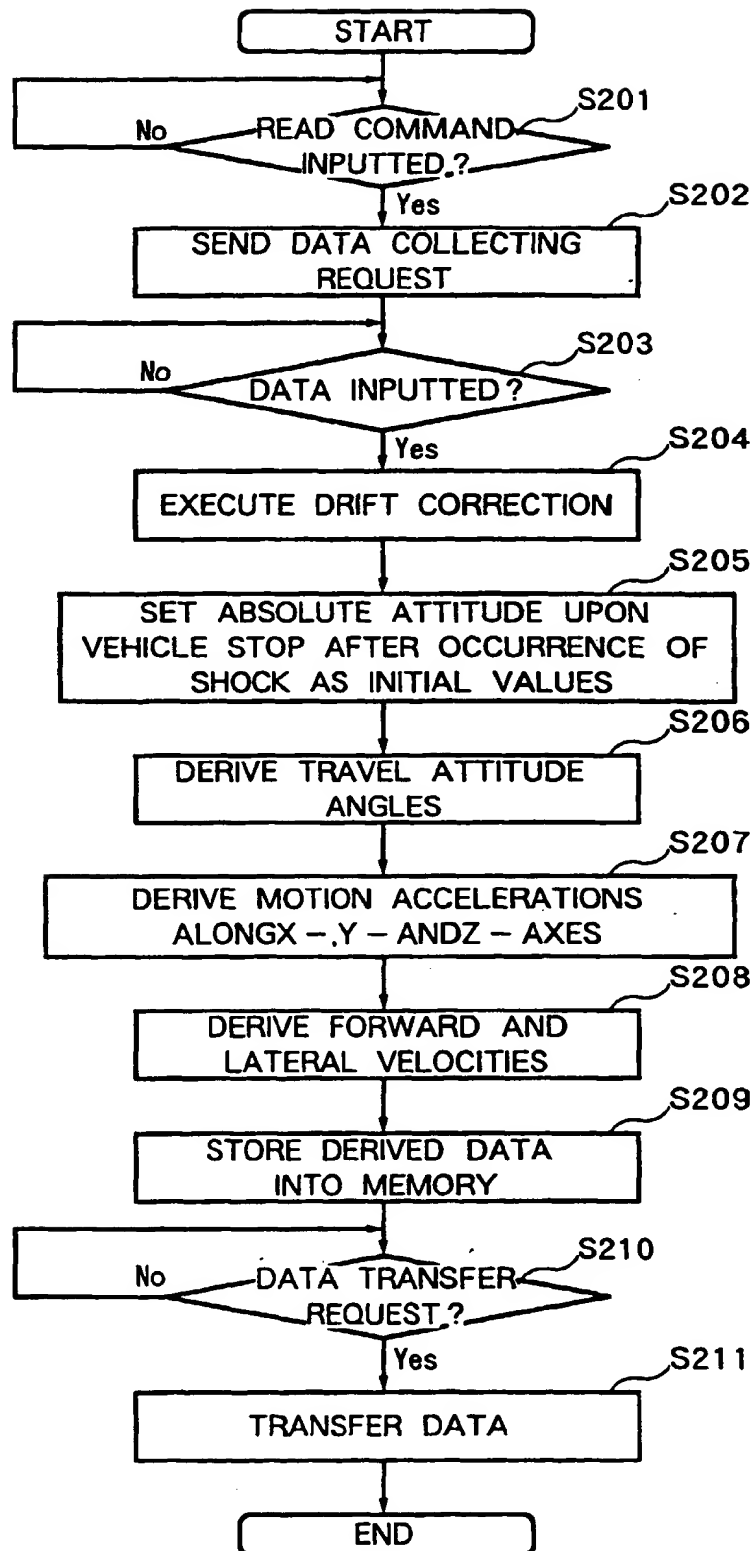 START
S201
No
READ COMMAND
INPUTTED?
Yes
S202
SEND DATA COLLECTING
REQUEST
S203
No
DATA INPUTTED?
Yes
S204
EXECUTE DRIFT CORRECTION
S205
SET ABSOLUTE ATTITUDE UPON
VEHICLE STOP AFTER OCCURRENCE OF
SHOCK AS INITIAL VALUES
S206
DERIVE TRAVEL ATTITUDE
ANGLES
S207
DERIVE MOTION ACCELERATIONS
ALONGX-,Y-ANDZ-AXES
S208
DERIVE FORWARD AND
LATERAL VELOCITIES
S209
STORE DERIVED DATA
INTO MEMORY
S210
No
DATA TRANSFER
REQUEST?
Yes
S211
TRANSFER DATA
END